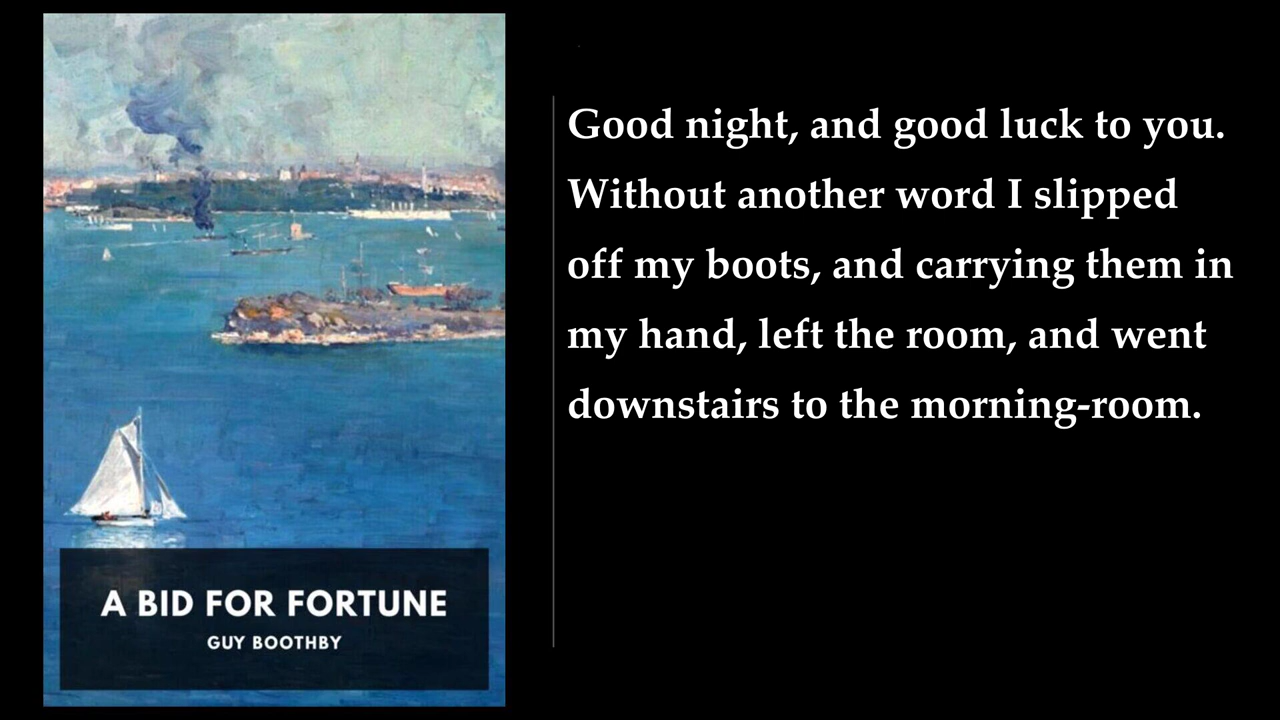 A BID FOR FORTUNE
GUY BOOTHBY
Good night, and good luck to you.
Without another word I slipped
off my boots, and carrying them in
my hand, left the room, and went
downstairs to the morning-room.